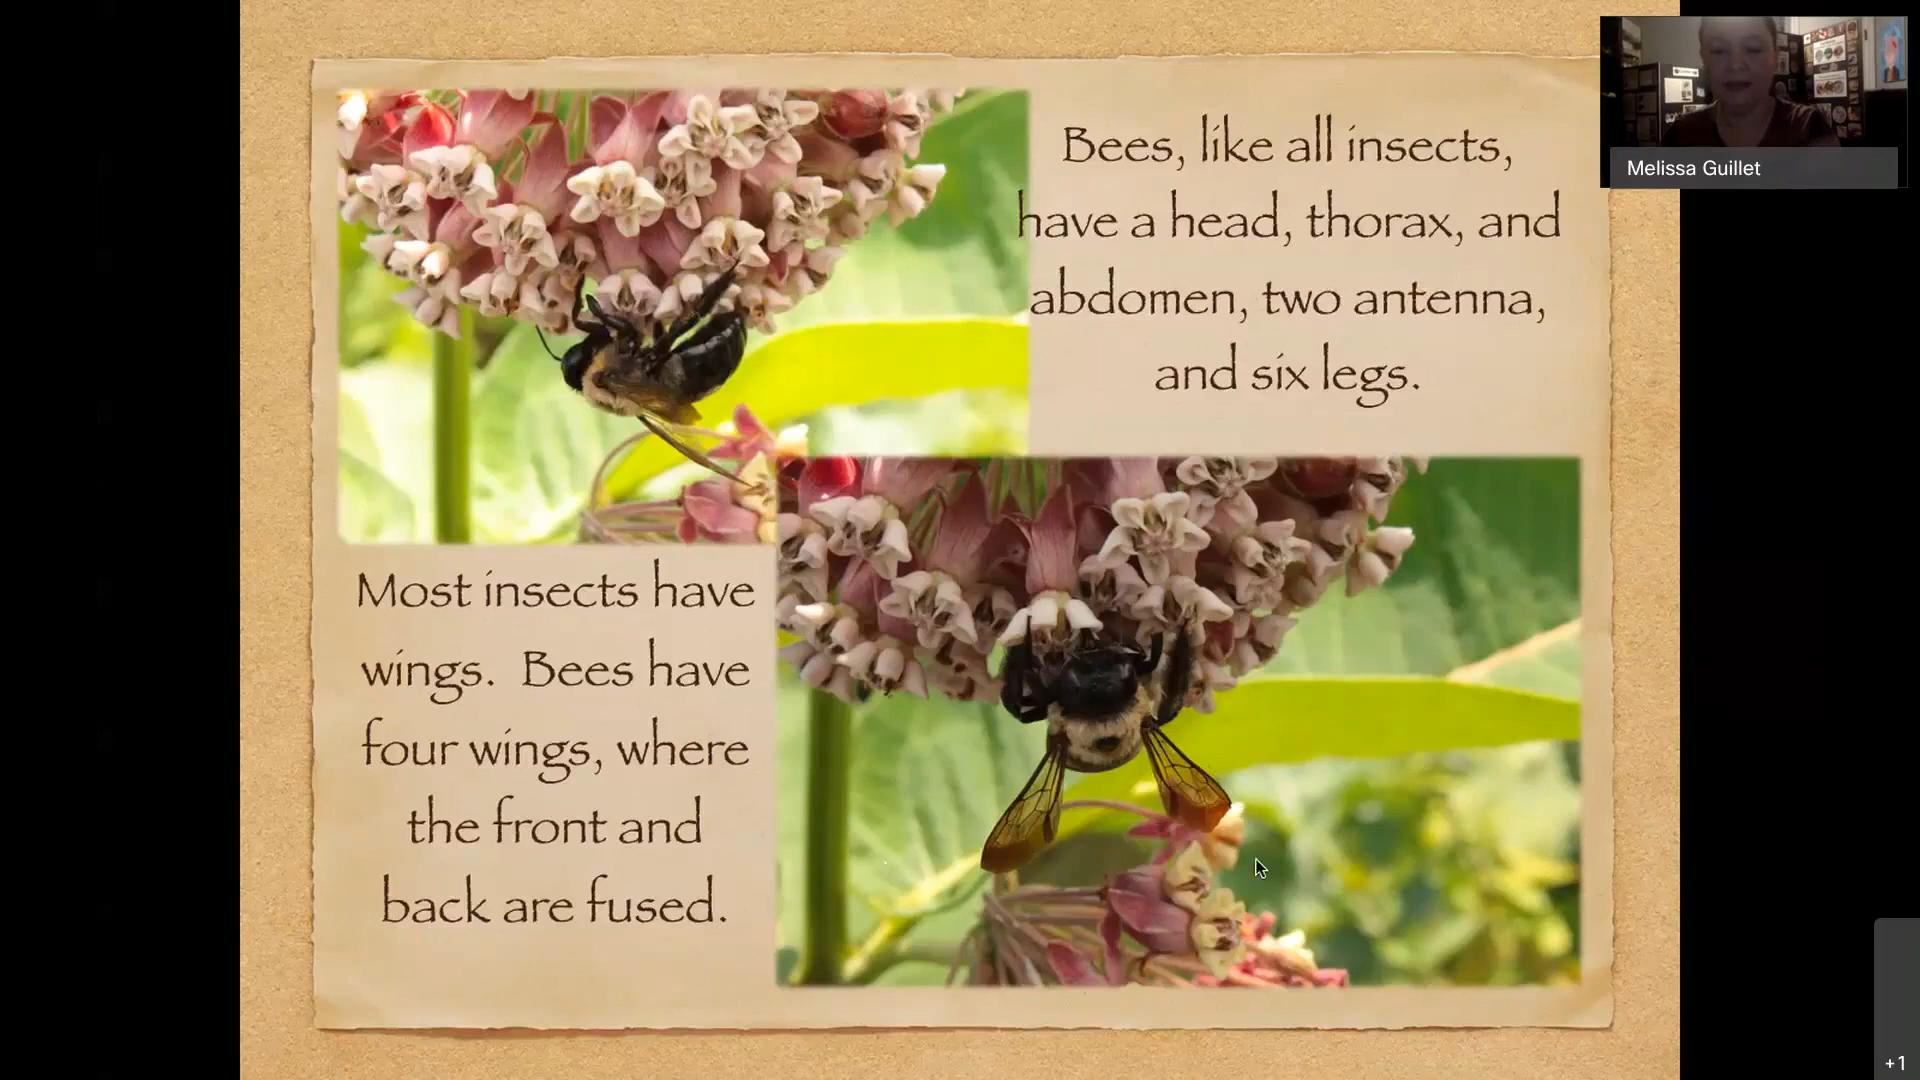 Bees, like all insects,
have a head, thorax, and
abdomen, two antenna,
and six legs.
Most insects have
wings.  Bees have
four wings, where
the front and
back are fused.
Melissa Guillet
+1